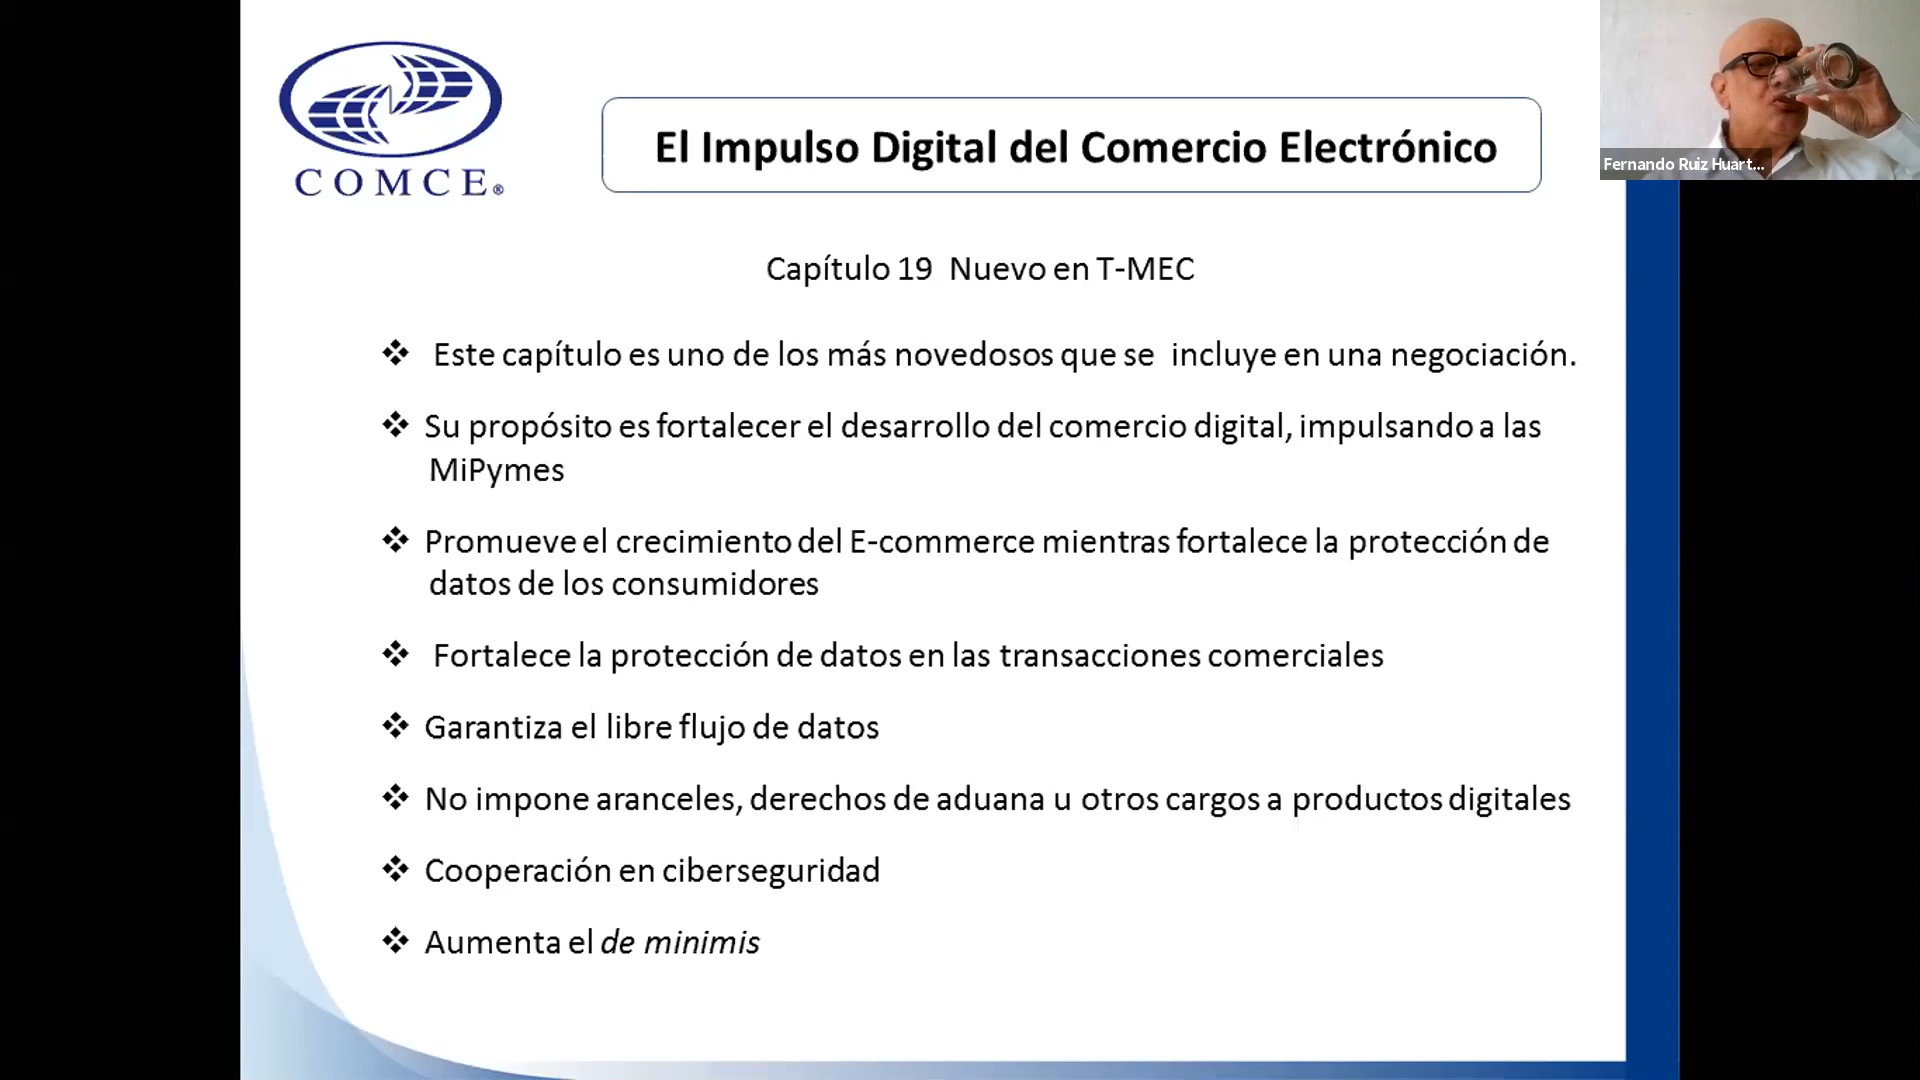 COMCE®
El Impulso Digital del Comercio Electrónico
Fernando Ruiz Huart...
Capítulo 19 Nuevo en T-MEC
❖ Este capítulo es uno de los más novedosos que se incluye en una negociación.
❖ Su propósito es fortalecer el desarrollo del comercio digital, impulsando a las
MiPymes
❖ Promueve el crecimiento del E-commerce mientras fortalece la protección de
datos de los consumidores
❖ Fortalece la protección de datos en las transacciones comerciales
❖ Garantiza el libre flujo de datos
❖ No impone aranceles, derechos de aduana u otros cargos a productos digitales
❖ Cooperación en ciberseguridad
❖ Aumenta el de minimis